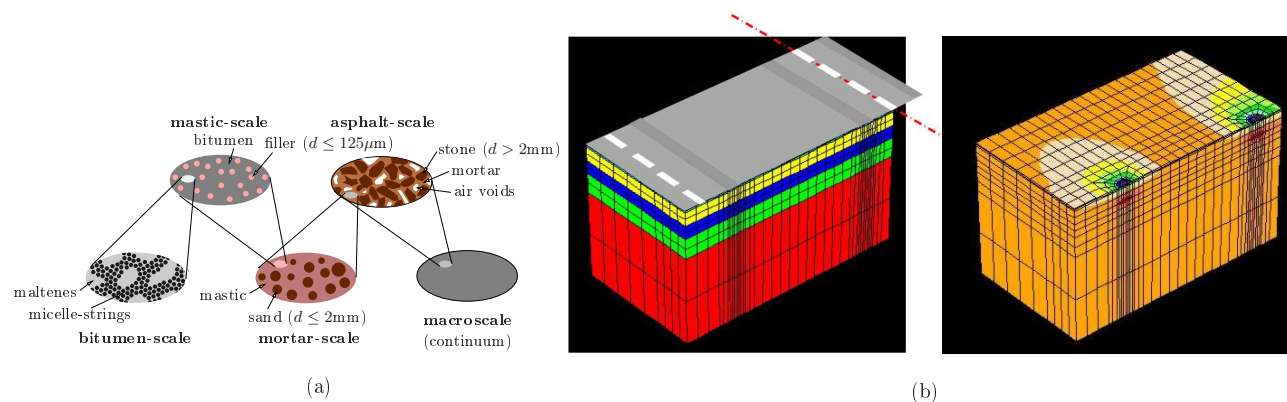 mastic-scale
bitumen
filler (d ≤ 125μm)
asphalt-scale
stone (d > 2mm)
mortar
air voids
maltenes
micelle-strings
bitumen-scale
mastic
sand (d ≤ 2mm)
mortar-scale
macroscale
(continuum)
(a)
(b)